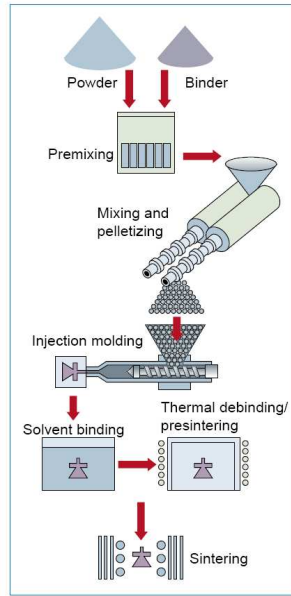 Powder
Binder
Premixing
Mixing and
pelletizing
Injection molding
Solvent binding
Thermal debinding/
presintering
Sintering